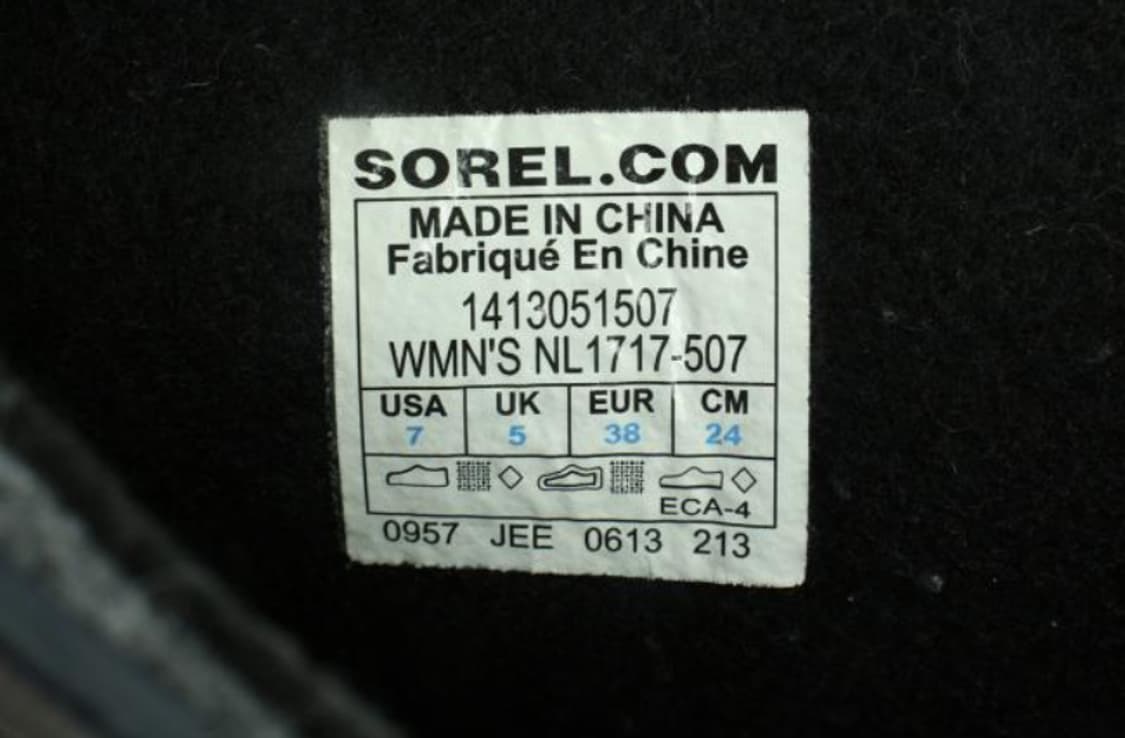 SOREL.COM
MADE IN CHINA
Fabriqué En Chine
1413051507
WMN'S NL1717-507
USA UK EUR CM
7 5 38 24
ECA-4
0957 JEE 0613 213